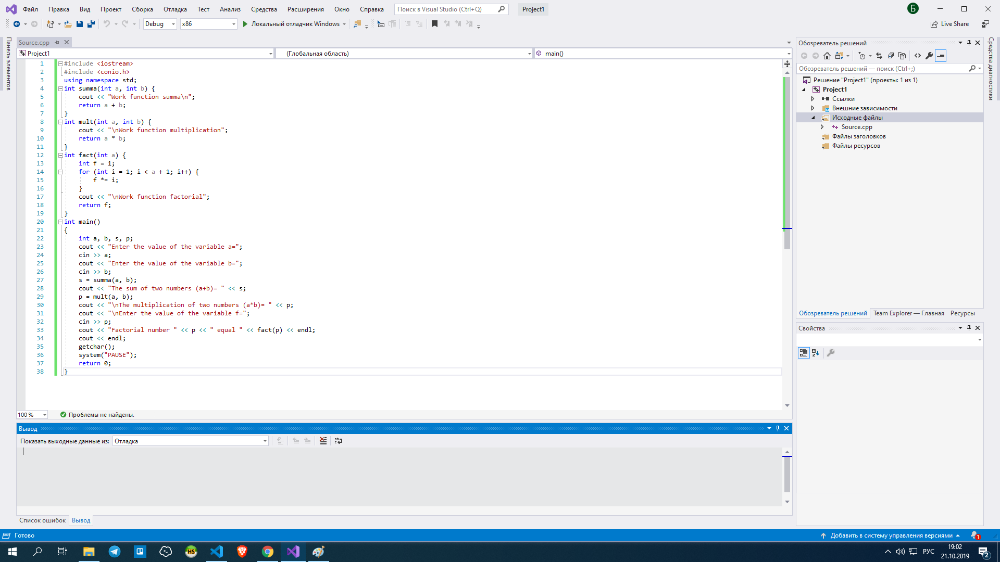 Файл Правка Вид Проект Сборка Отладка Тест Анализ Средства Расширения Окно Справка Поиск в Visual Studio (Ctrl+Q) Project1 Б
Debug x86 Локальный отладчик Windows Live Share
Панель элементов
Source.cpp
Project1 (Глобальная область) main()
1 #include <iostream>
2 #include <conio.h>
3 using namespace std;
4 int summa(int a, int b) {
5 cout << "Work function summa\n";
6 return a + b;
7 }
8 int mult(int a, int b) {
9 cout << "\nWork function multiplication";
10 return a * b;
11 }
12 int fact(int a) {
13 int f = 1;
14 for (int i = 1; i < a + 1; i++) {
15 f *= i;
16 }
17 cout << "\nWork function factorial";
18 return f;
19 }
20 int main()
21 {
22 int a, b, s, p;
23 cout << "Enter the value of the variable a=";
24 cin >> a;
25 cout << "Enter the value of the variable b=";
26 cin >> b;
27 s = summa(a, b);
28 cout << "The sum of two numbers (a+b)= " << s;
29 p = mult(a, b);
30 cout << "\nThe multiplication of two numbers (a*b)= " << p;
31 cout << "\nEnter the value of the variable f=";
32 cin >> p;
33 cout << "Factorial number " << p << " equal " << fact(p) << endl;
34 cout << endl;
35 getchar();
36 system("PAUSE");
37 return 0;
38 }
100 % Проблемы не найдены.
Вывод
Показать выходные данные из: Отладка
Список ошибок Вывод
Обозреватель решений
Обозреватель решений — поиск (Ctrl+;)
Решение "Project1" (проекты: 1 из 1)
Project1
Ссылки
Внешние зависимости
Исходные файлы
Source.cpp
Файлы заголовков
Файлы ресурсов
Обозреватель решений Team Explorer — Главная Ресурсы
Свойства
Средства диагностики
Готово Добавить в систему управления версиями 1
HS РУС 19:02
21.10.2019 2